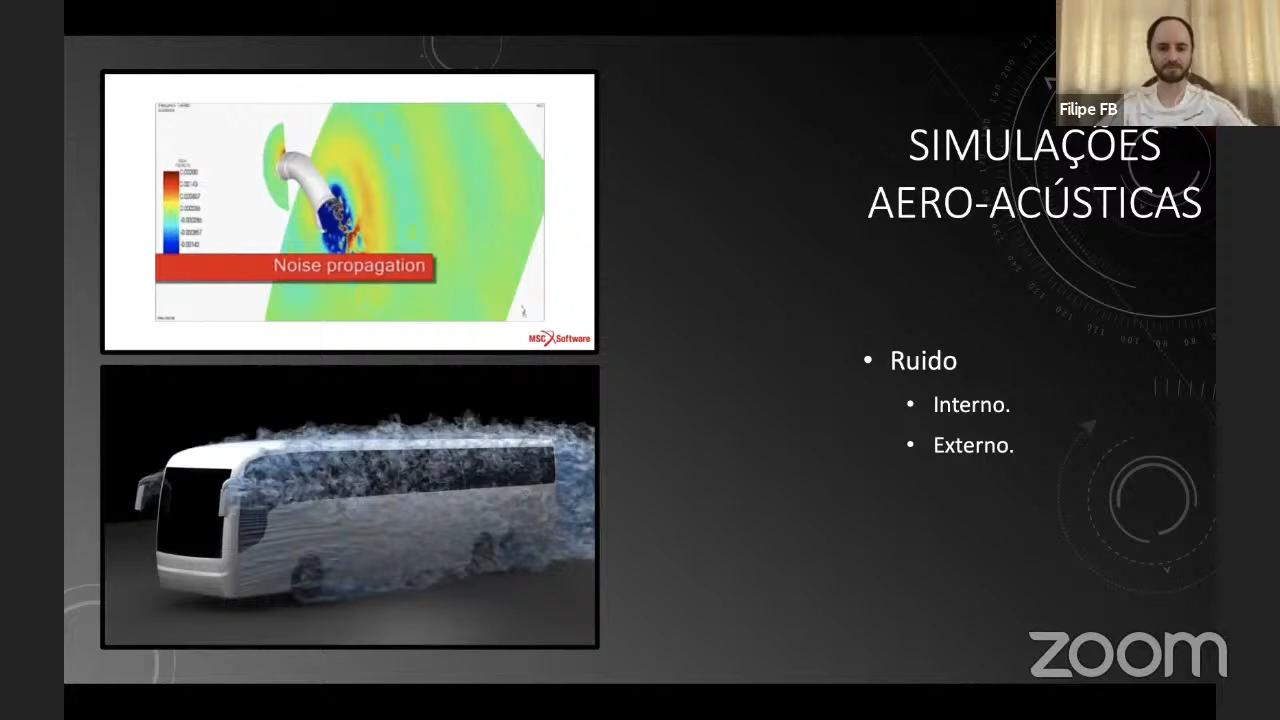 Filipe FB
SIMULAÇÕES
AERO-ACÚSTICAS
Noise propagation
MSC Software
• Ruido
• Interno.
• Externo.
zoom